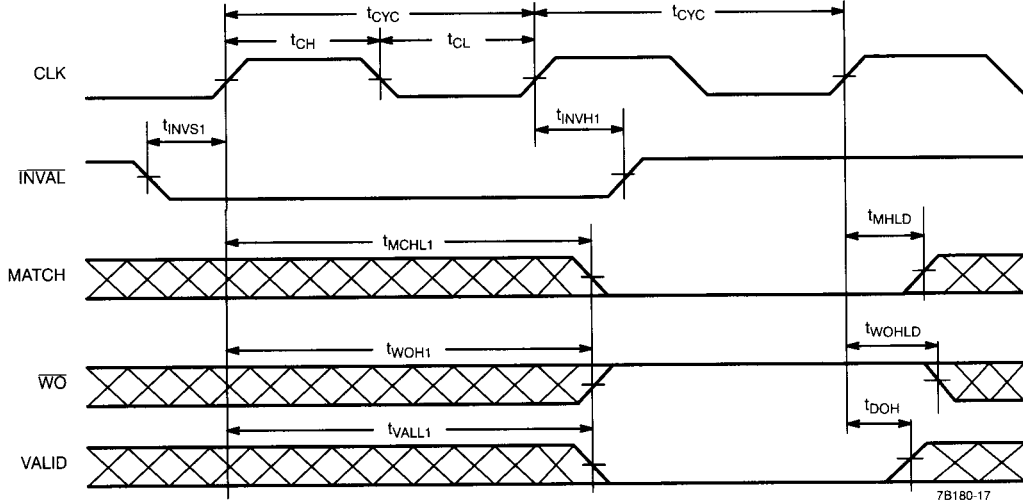 tCYC tCYC
tCH tCL
CLK
tINVS1 tINVH1
INVAL
tMCHL1 tMHLD
MATCH
tWOH1 tWOHLD
WO
tVALL1 tDOH
VALID
7B180-17